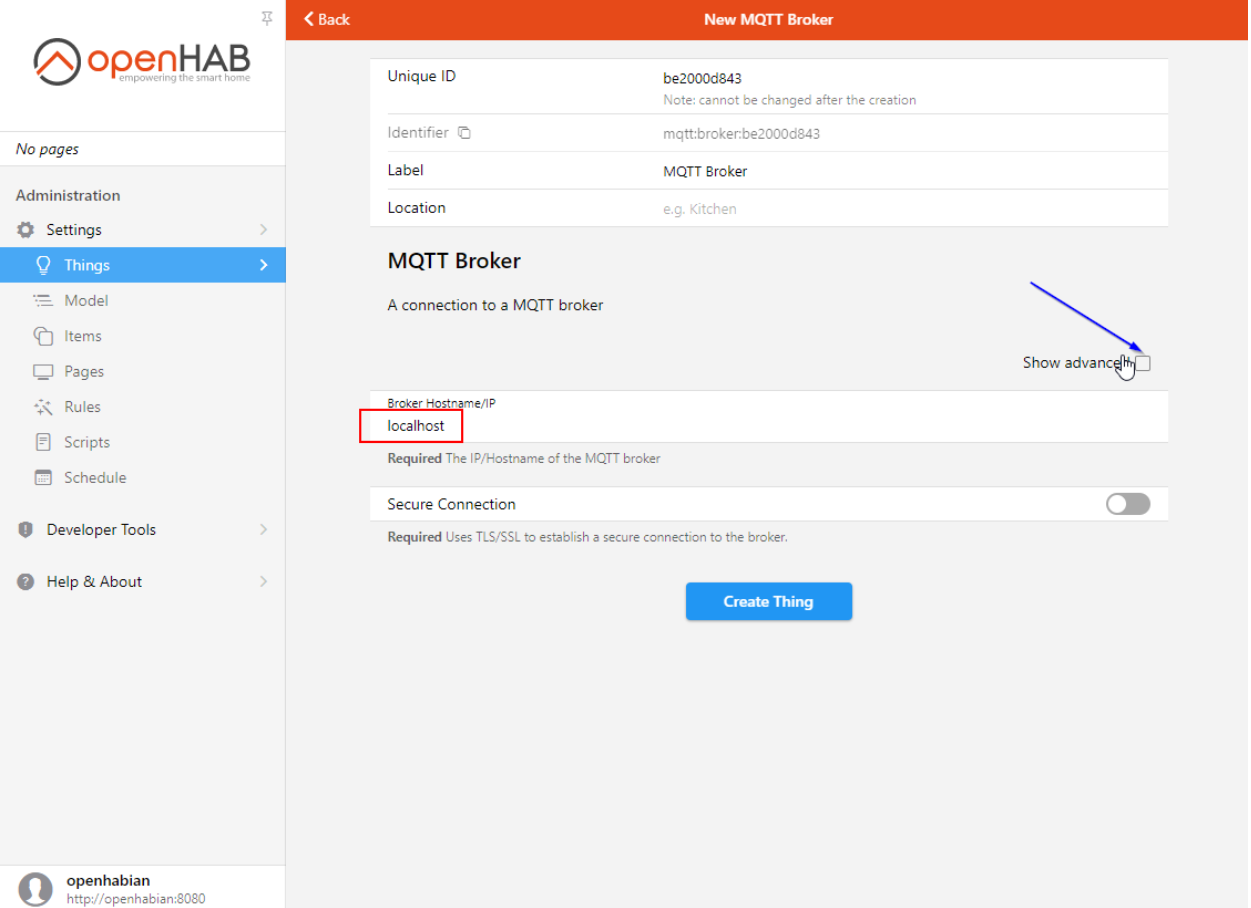 openHAB
empowering the smart home
No pages
Administration
Settings
Things
Model
Items
Pages
Rules
Scripts
Schedule
Developer Tools
Help & About
openhabian
http://openhabian:8080
Back
New MQTT Broker
Unique ID
be2000d843
Note: cannot be changed after the creation
Identifier
mqtt:broker:be2000d843
Label
MQTT Broker
Location
e.g. Kitchen
MQTT Broker
A connection to a MQTT broker
Show advanced
Broker Hostname/IP
localhost
Required The IP/Hostname of the MQTT broker
Secure Connection
Required Uses TLS/SSL to establish a secure connection to the broker.
Create Thing